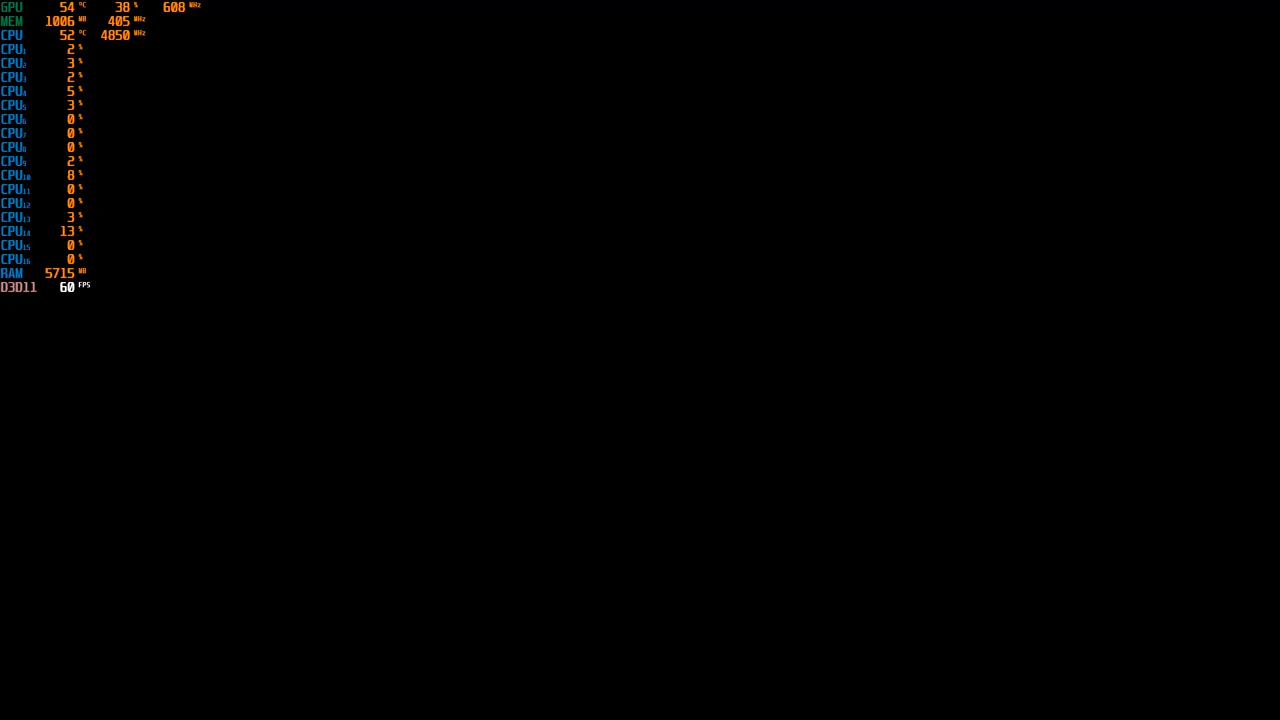 GPU 54 °C 38 % 608 MHz
MEM 1006 MB 405 MHz
CPU 52 °C 4850 MHz
CPU1 2 %
CPU2 3 %
CPU3 2 %
CPU4 5 %
CPU5 3 %
CPU6 0 %
CPU7 0 %
CPU8 0 %
CPU9 2 %
CPU10 8 %
CPU11 0 %
CPU12 0 %
CPU13 3 %
CPU14 13 %
CPU15 0 %
CPU16 0 %
RAM 5715 MB
D3D11 60 FPS